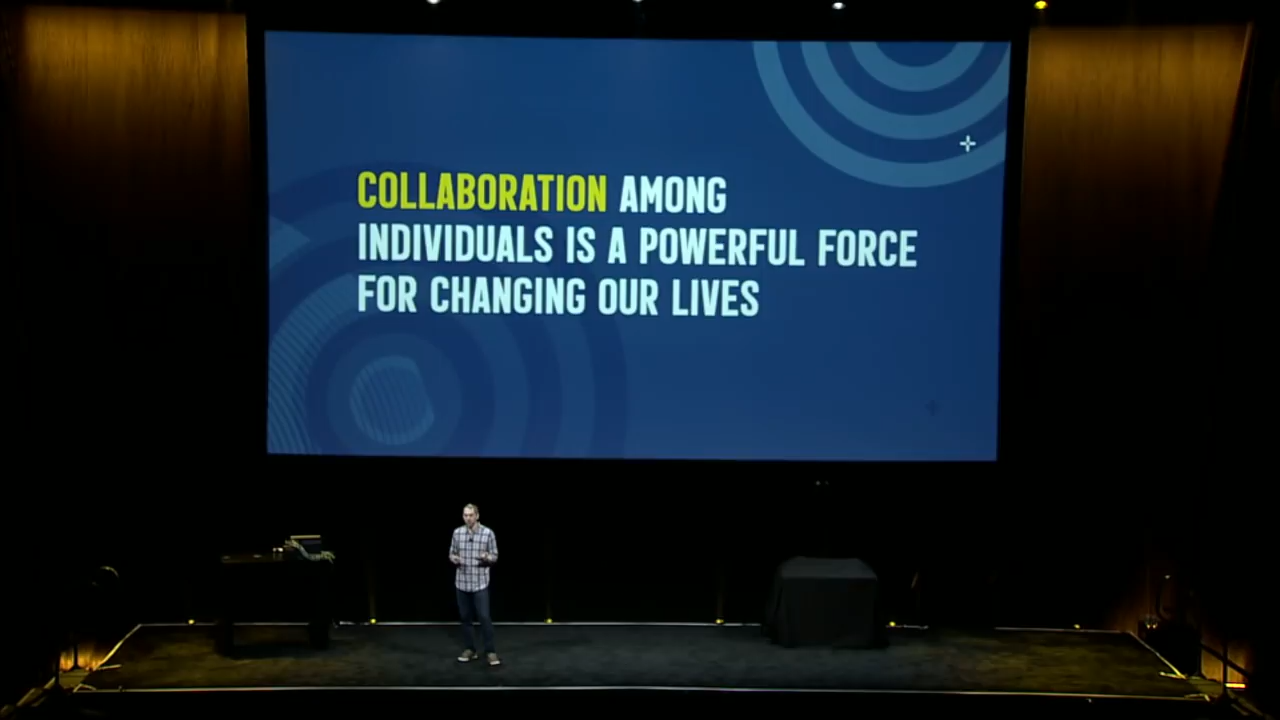 COLLABORATION AMONG
INDIVIDUALS IS A POWERFUL FORCE
FOR CHANGING OUR LIVES